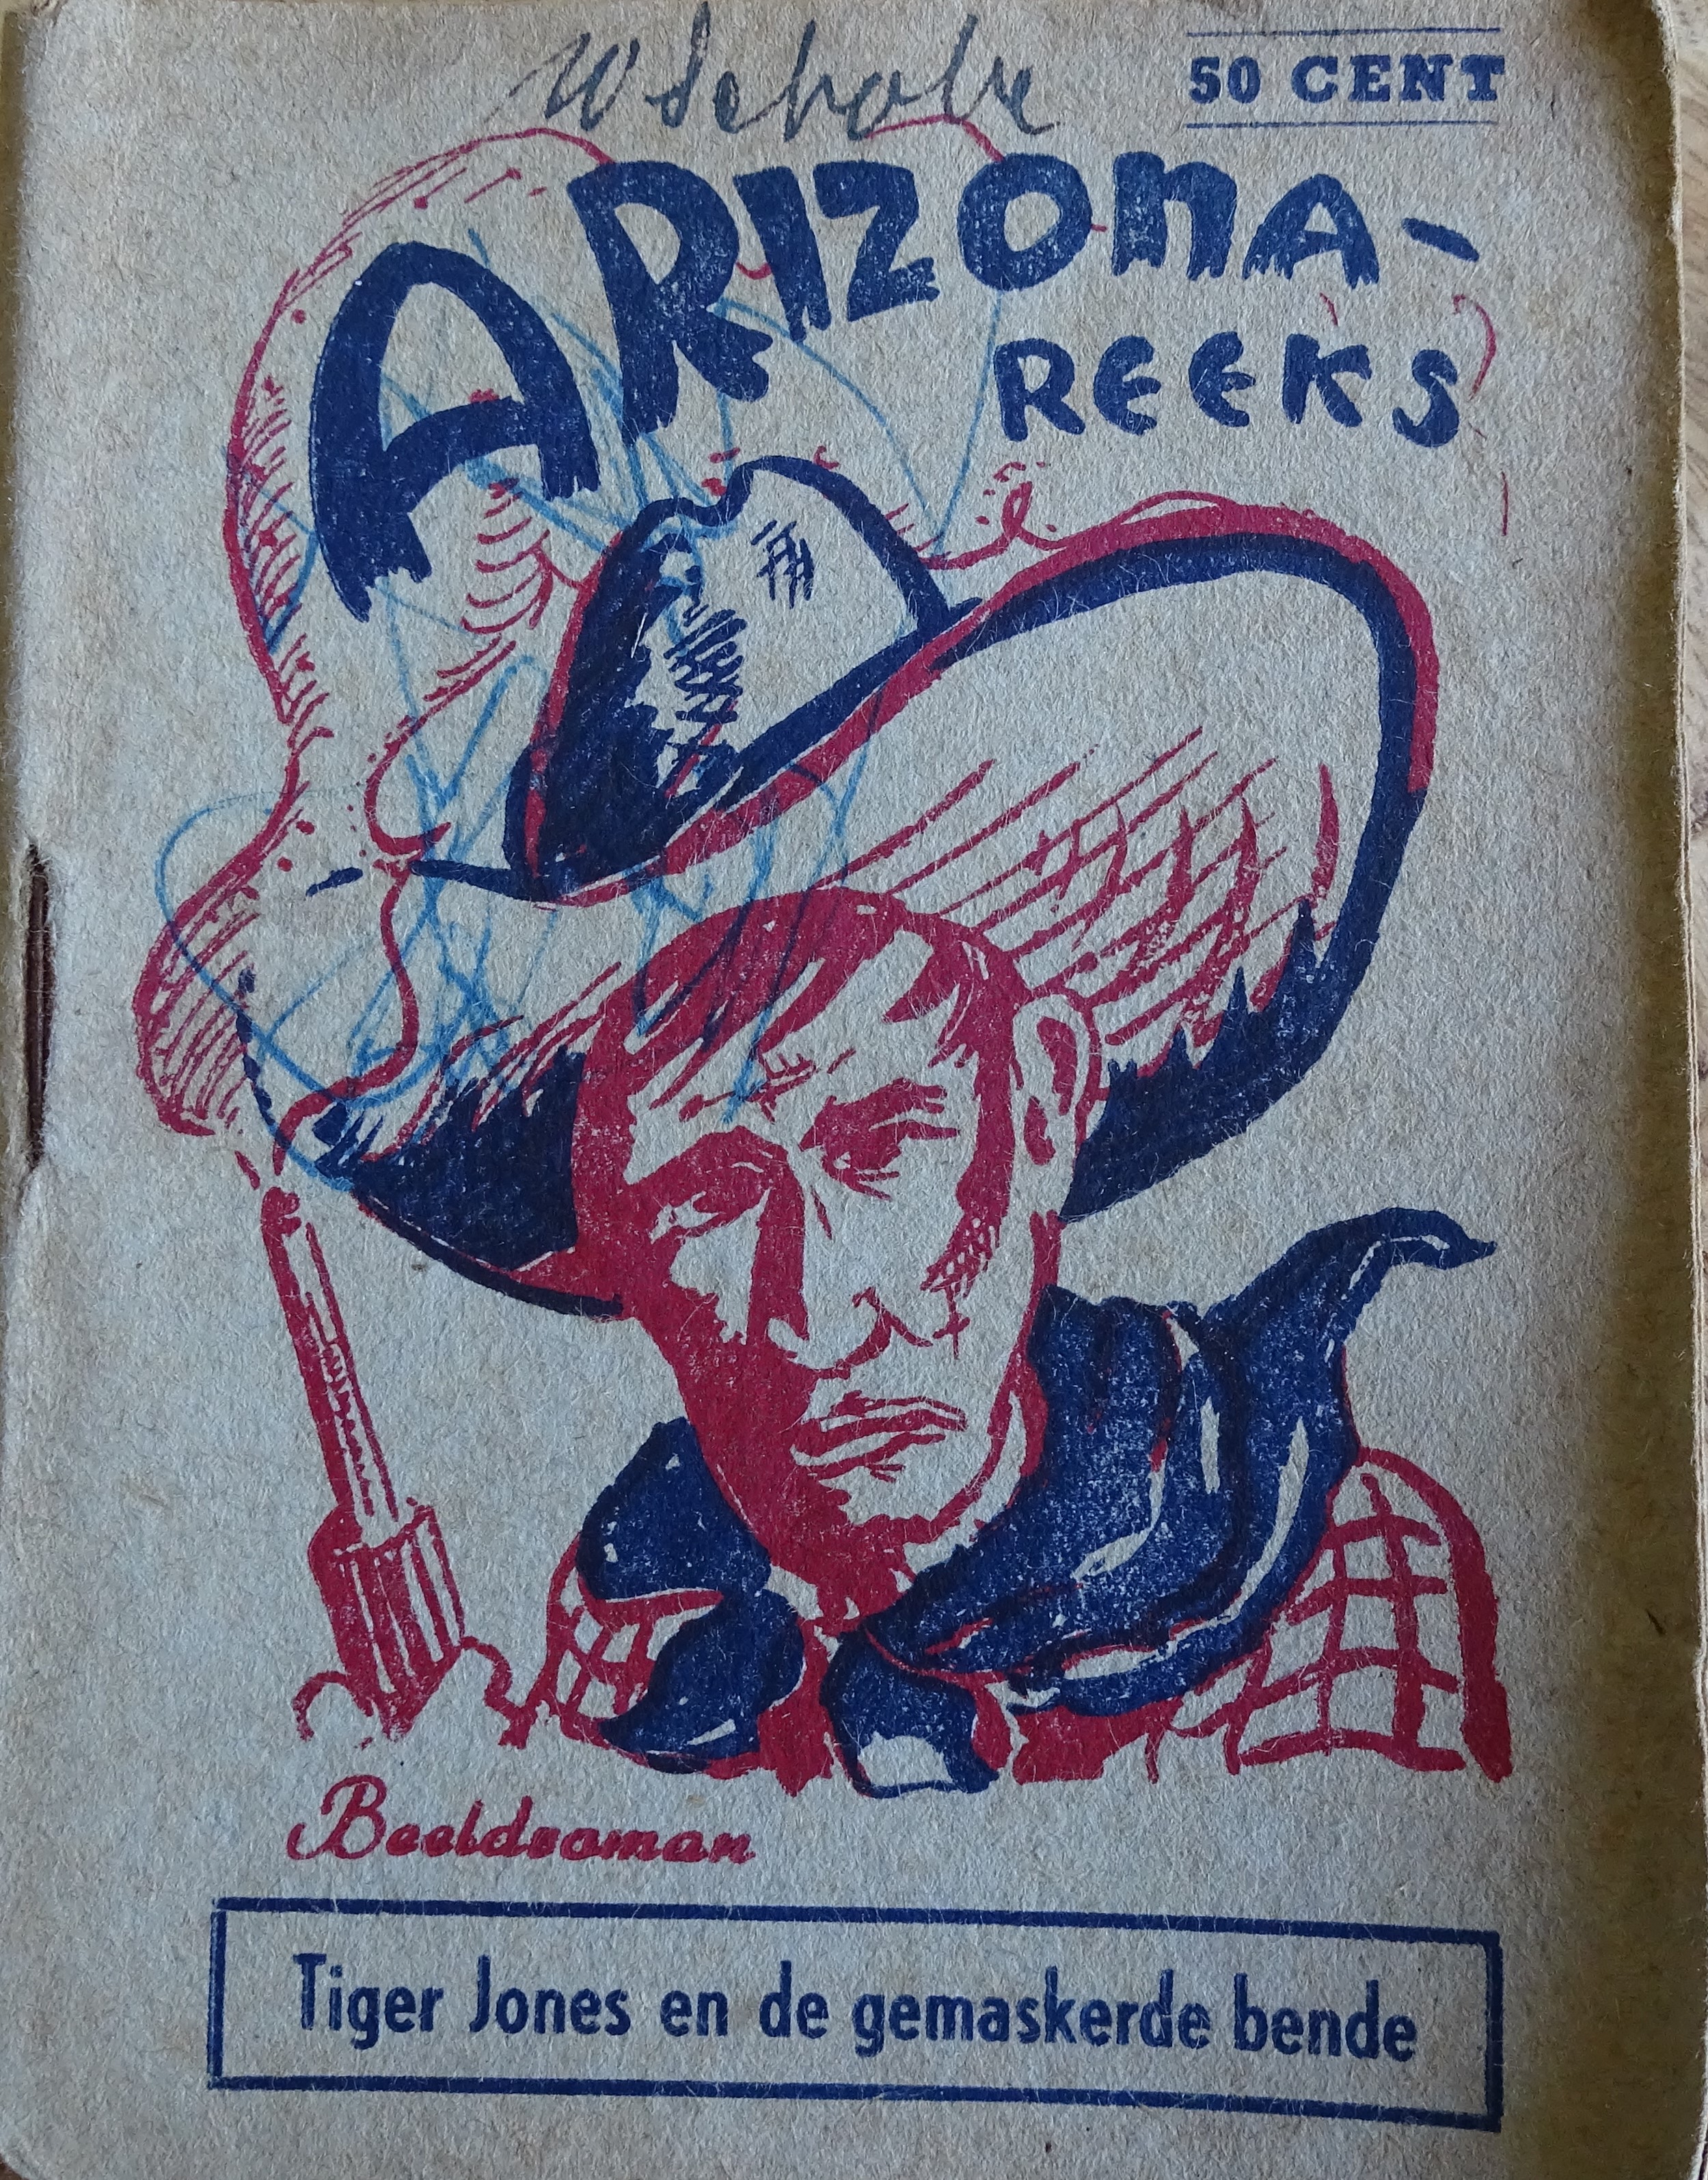 50 CENT
ARIZONA-
REEKS
Beeldroman
Tiger Jones en de gemaskerde bende